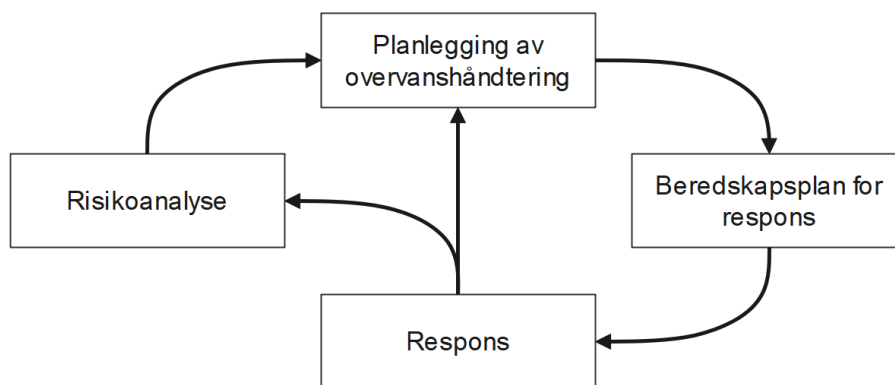 Planlegging av
overvanshåndtering
Risikoanalyse
Beredskapsplan for
respons
Respons